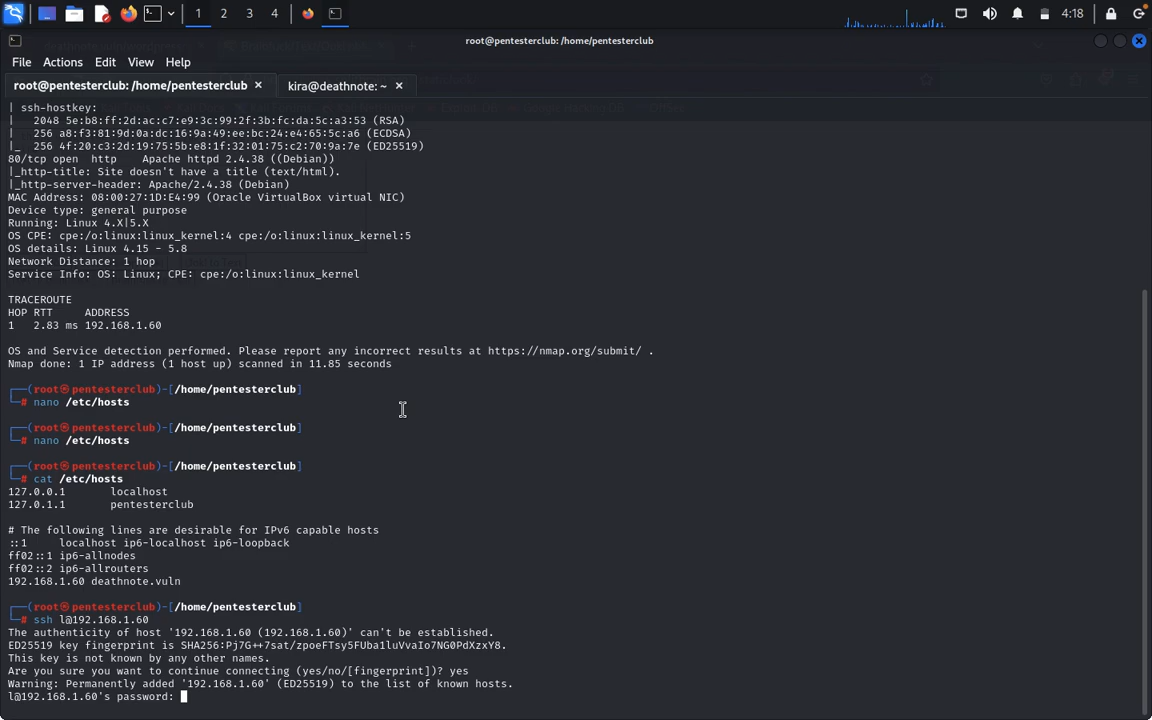 1 2 3 4 4:18
root@pentesterclub: /home/pentesterclub
File Actions Edit View Help
root@pentesterclub: /home/pentesterclub × kira@deathnote: ~ ×
| ssh-hostkey:
|   2048 5e:b8:ff:2d:ac:c7:e9:3c:99:2f:3b:fc:da:5c:a3:53 (RSA)
|   256 a8:f3:81:9d:0a:dc:16:9a:49:ee:bc:24:e4:65:5c:a6 (ECDSA)
|_  256 4f:20:c3:2d:19:75:5b:e8:1f:32:01:75:c2:70:9a:7e (ED25519)
80/tcp open  http    Apache httpd 2.4.38 ((Debian))
|_http-title: Site doesn't have a title (text/html).
|_http-server-header: Apache/2.4.38 (Debian)
MAC Address: 08:00:27:1D:E4:99 (Oracle VirtualBox virtual NIC)
Device type: general purpose
Running: Linux 4.X|5.X
OS CPE: cpe:/o:linux:linux_kernel:4 cpe:/o:linux:linux_kernel:5
OS details: Linux 4.15 - 5.8
Network Distance: 1 hop
Service Info: OS: Linux; CPE: cpe:/o:linux:linux_kernel
TRACEROUTE
HOP RTT     ADDRESS
1   2.83 ms 192.168.1.60
OS and Service detection performed. Please report any incorrect results at https://nmap.org/submit/ .
Nmap done: 1 IP address (1 host up) scanned in 11.85 seconds
┌──(root㉿pentesterclub)-[/home/pentesterclub]
└─# nano /etc/hosts
┌──(root㉿pentesterclub)-[/home/pentesterclub]
└─# nano /etc/hosts
┌──(root㉿pentesterclub)-[/home/pentesterclub]
└─# cat /etc/hosts
127.0.0.1       localhost
127.0.1.1       pentesterclub
# The following lines are desirable for IPv6 capable hosts
::1     localhost ip6-localhost ip6-loopback
ff02::1 ip6-allnodes
ff02::2 ip6-allrouters
192.168.1.60 deathnote.vuln
┌──(root㉿pentesterclub)-[/home/pentesterclub]
└─# ssh l@192.168.1.60
The authenticity of host '192.168.1.60 (192.168.1.60)' can't be established.
ED25519 key fingerprint is SHA256:Pj7G++7sat/zpoeFTsy5FUba1luVvaIo7NG0PdXzxY8.
This key is not known by any other names.
Are you sure you want to continue connecting (yes/no/[fingerprint])? yes
Warning: Permanently added '192.168.1.60' (ED25519) to the list of known hosts.
l@192.168.1.60's password: